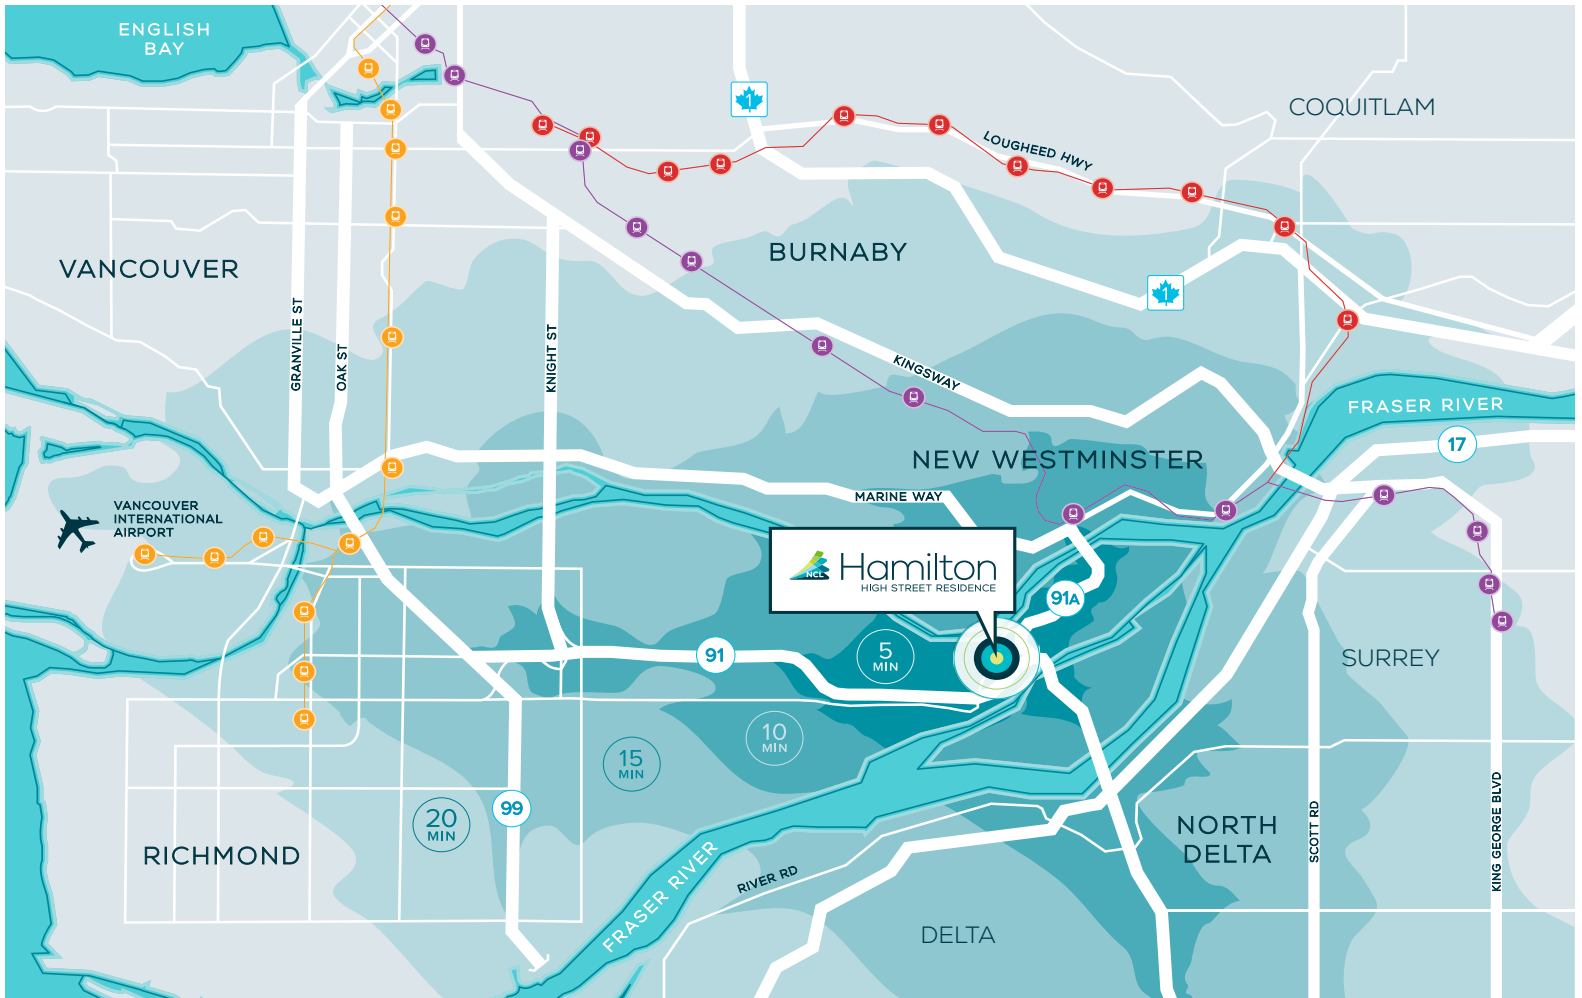 ENGLISH
BAY
1
COQUITLAM
LOUGHEED HWY
VANCOUVER
BURNABY
1
GRANVILLE ST
OAK ST
KNIGHT ST
KINGSWAY
FRASER RIVER
17
NEW WESTMINSTER
MARINE WAY
VANCOUVER
INTERNATIONAL
AIRPORT
NCL
Hamilton
HIGH STREET RESIDENCE
91A
91
5
MIN
SURREY
10
MIN
15
MIN
20
MIN
99
RICHMOND
NORTH
DELTA
SCOTT RD
KING GEORGE BLVD
RIVER RD
FRASER RIVER
DELTA